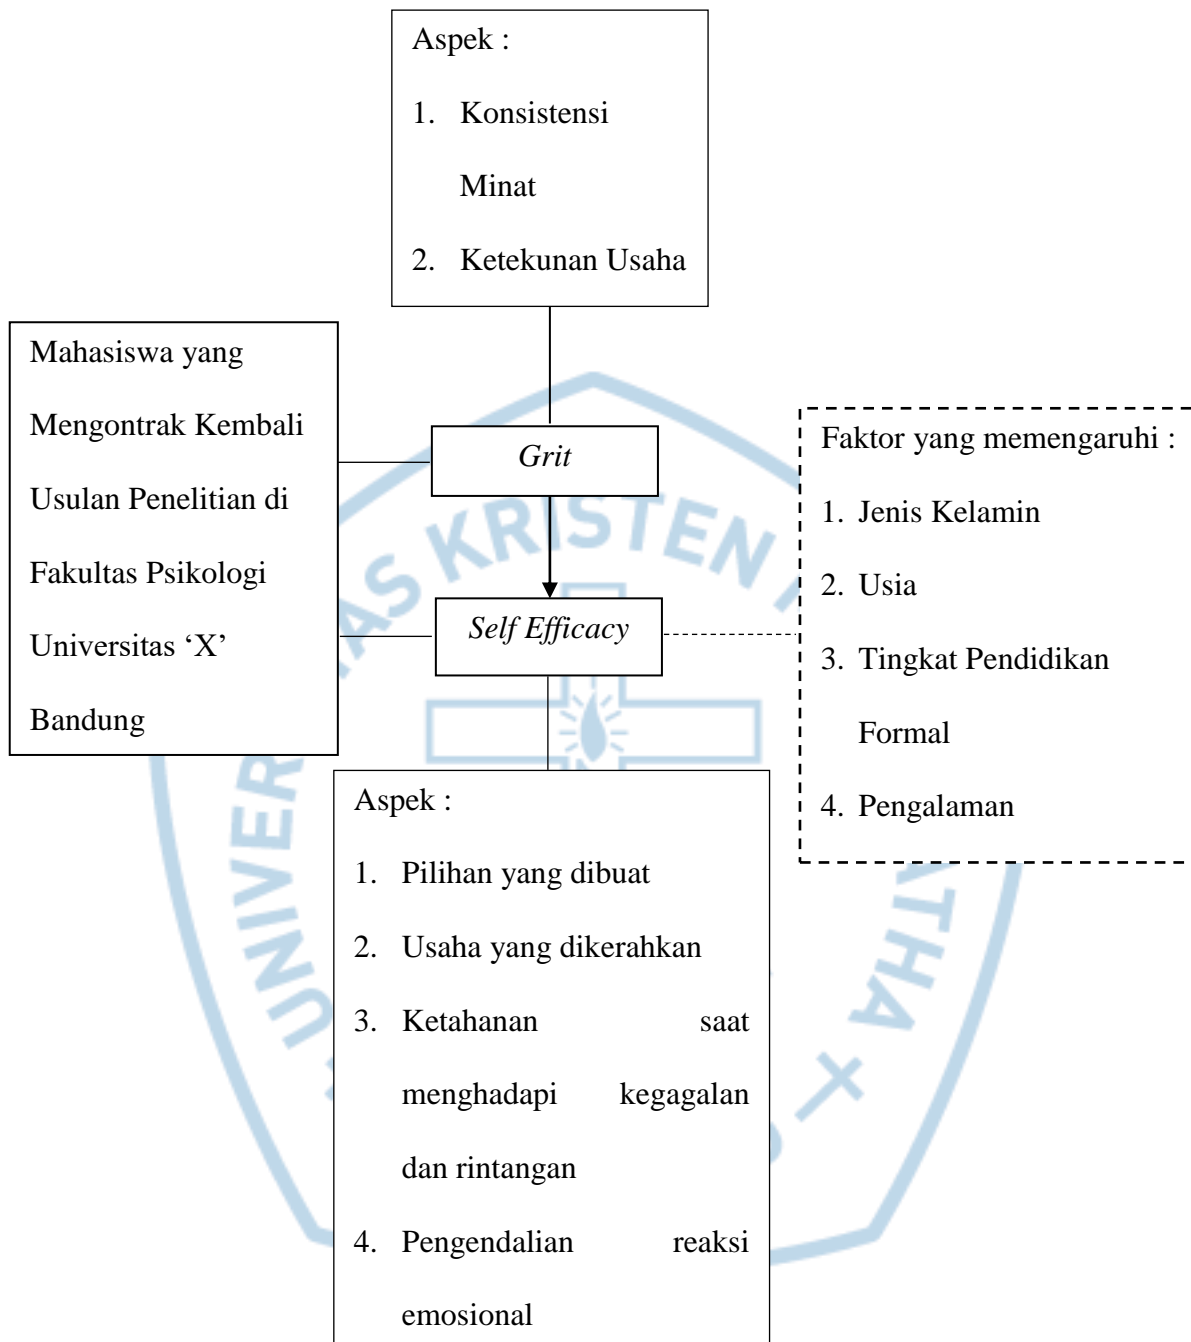 Aspek :
1. Konsistensi
Minat
2. Ketekunan Usaha
Mahasiswa yang
Mengontrak Kembali
Usulan Penelitian di
Fakultas Psikologi
Universitas ‘X’
Bandung
Grit
Self Efficacy
Faktor yang memengaruhi :
1. Jenis Kelamin
2. Usia
3. Tingkat Pendidikan
Formal
4. Pengalaman
Aspek :
1. Pilihan yang dibuat
2. Usaha yang dikerahkan
3. Ketahanan saat
menghadapi kegagalan
dan rintangan
4. Pengendalian reaksi
emosional
KRISTEN